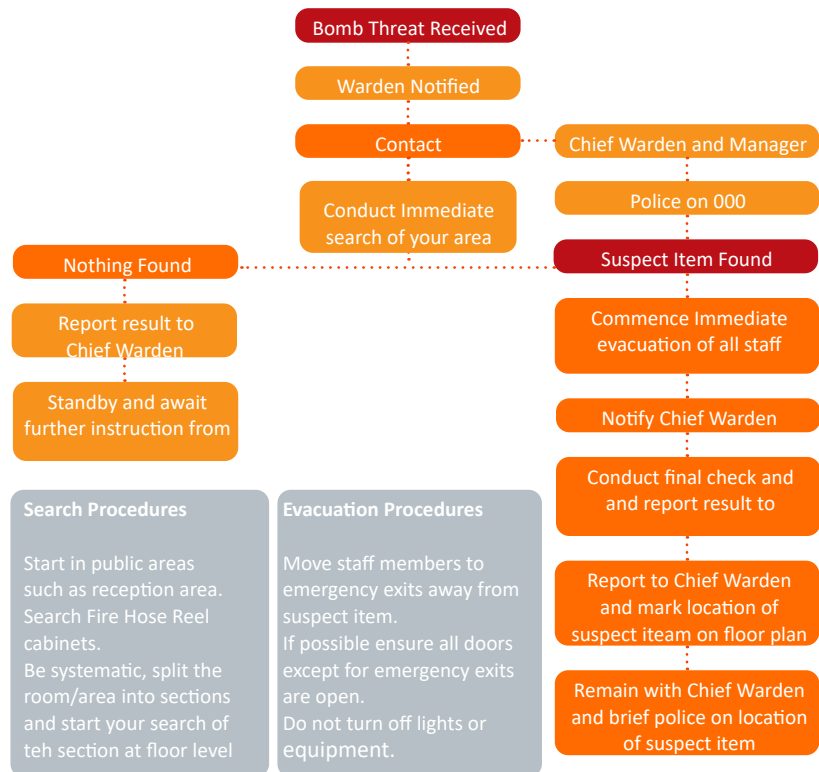 Bomb Threat Received
Warden Notified
Contact
Chief Warden and Manager
Conduct Immediate
search of your area
Police on 000
Nothing Found
Suspect Item Found
Report result to
Chief Warden
Standby and await
further instruction from
Commence Immediate
evacuation of all staff
Notify Chief Warden
Conduct final check and
and report result to
Report to Chief Warden
and mark location of
suspect iteam on floor plan
Remain with Chief Warden
and brief police on location
of suspect item
Search Procedures
Start in public areas
such as reception area.
Search Fire Hose Reel
cabinets.
Be systematic, split the
room/area into sections
and start your search of
teh section at floor level
Evacuation Procedures
Move staff members to
emergency exits away from
suspect item.
If possible ensure all doors
except for emergency exits
are open.
Do not turn off lights or
equipment.